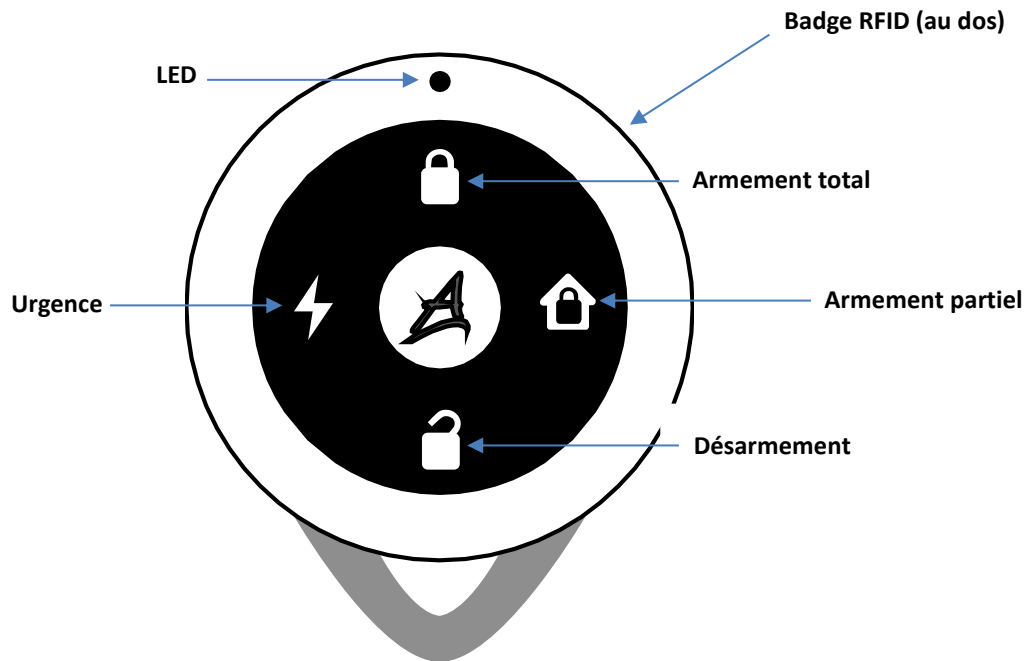 Badge RFID (au dos)
LED
Armement total
Urgence
Armement partiel
Désarmement